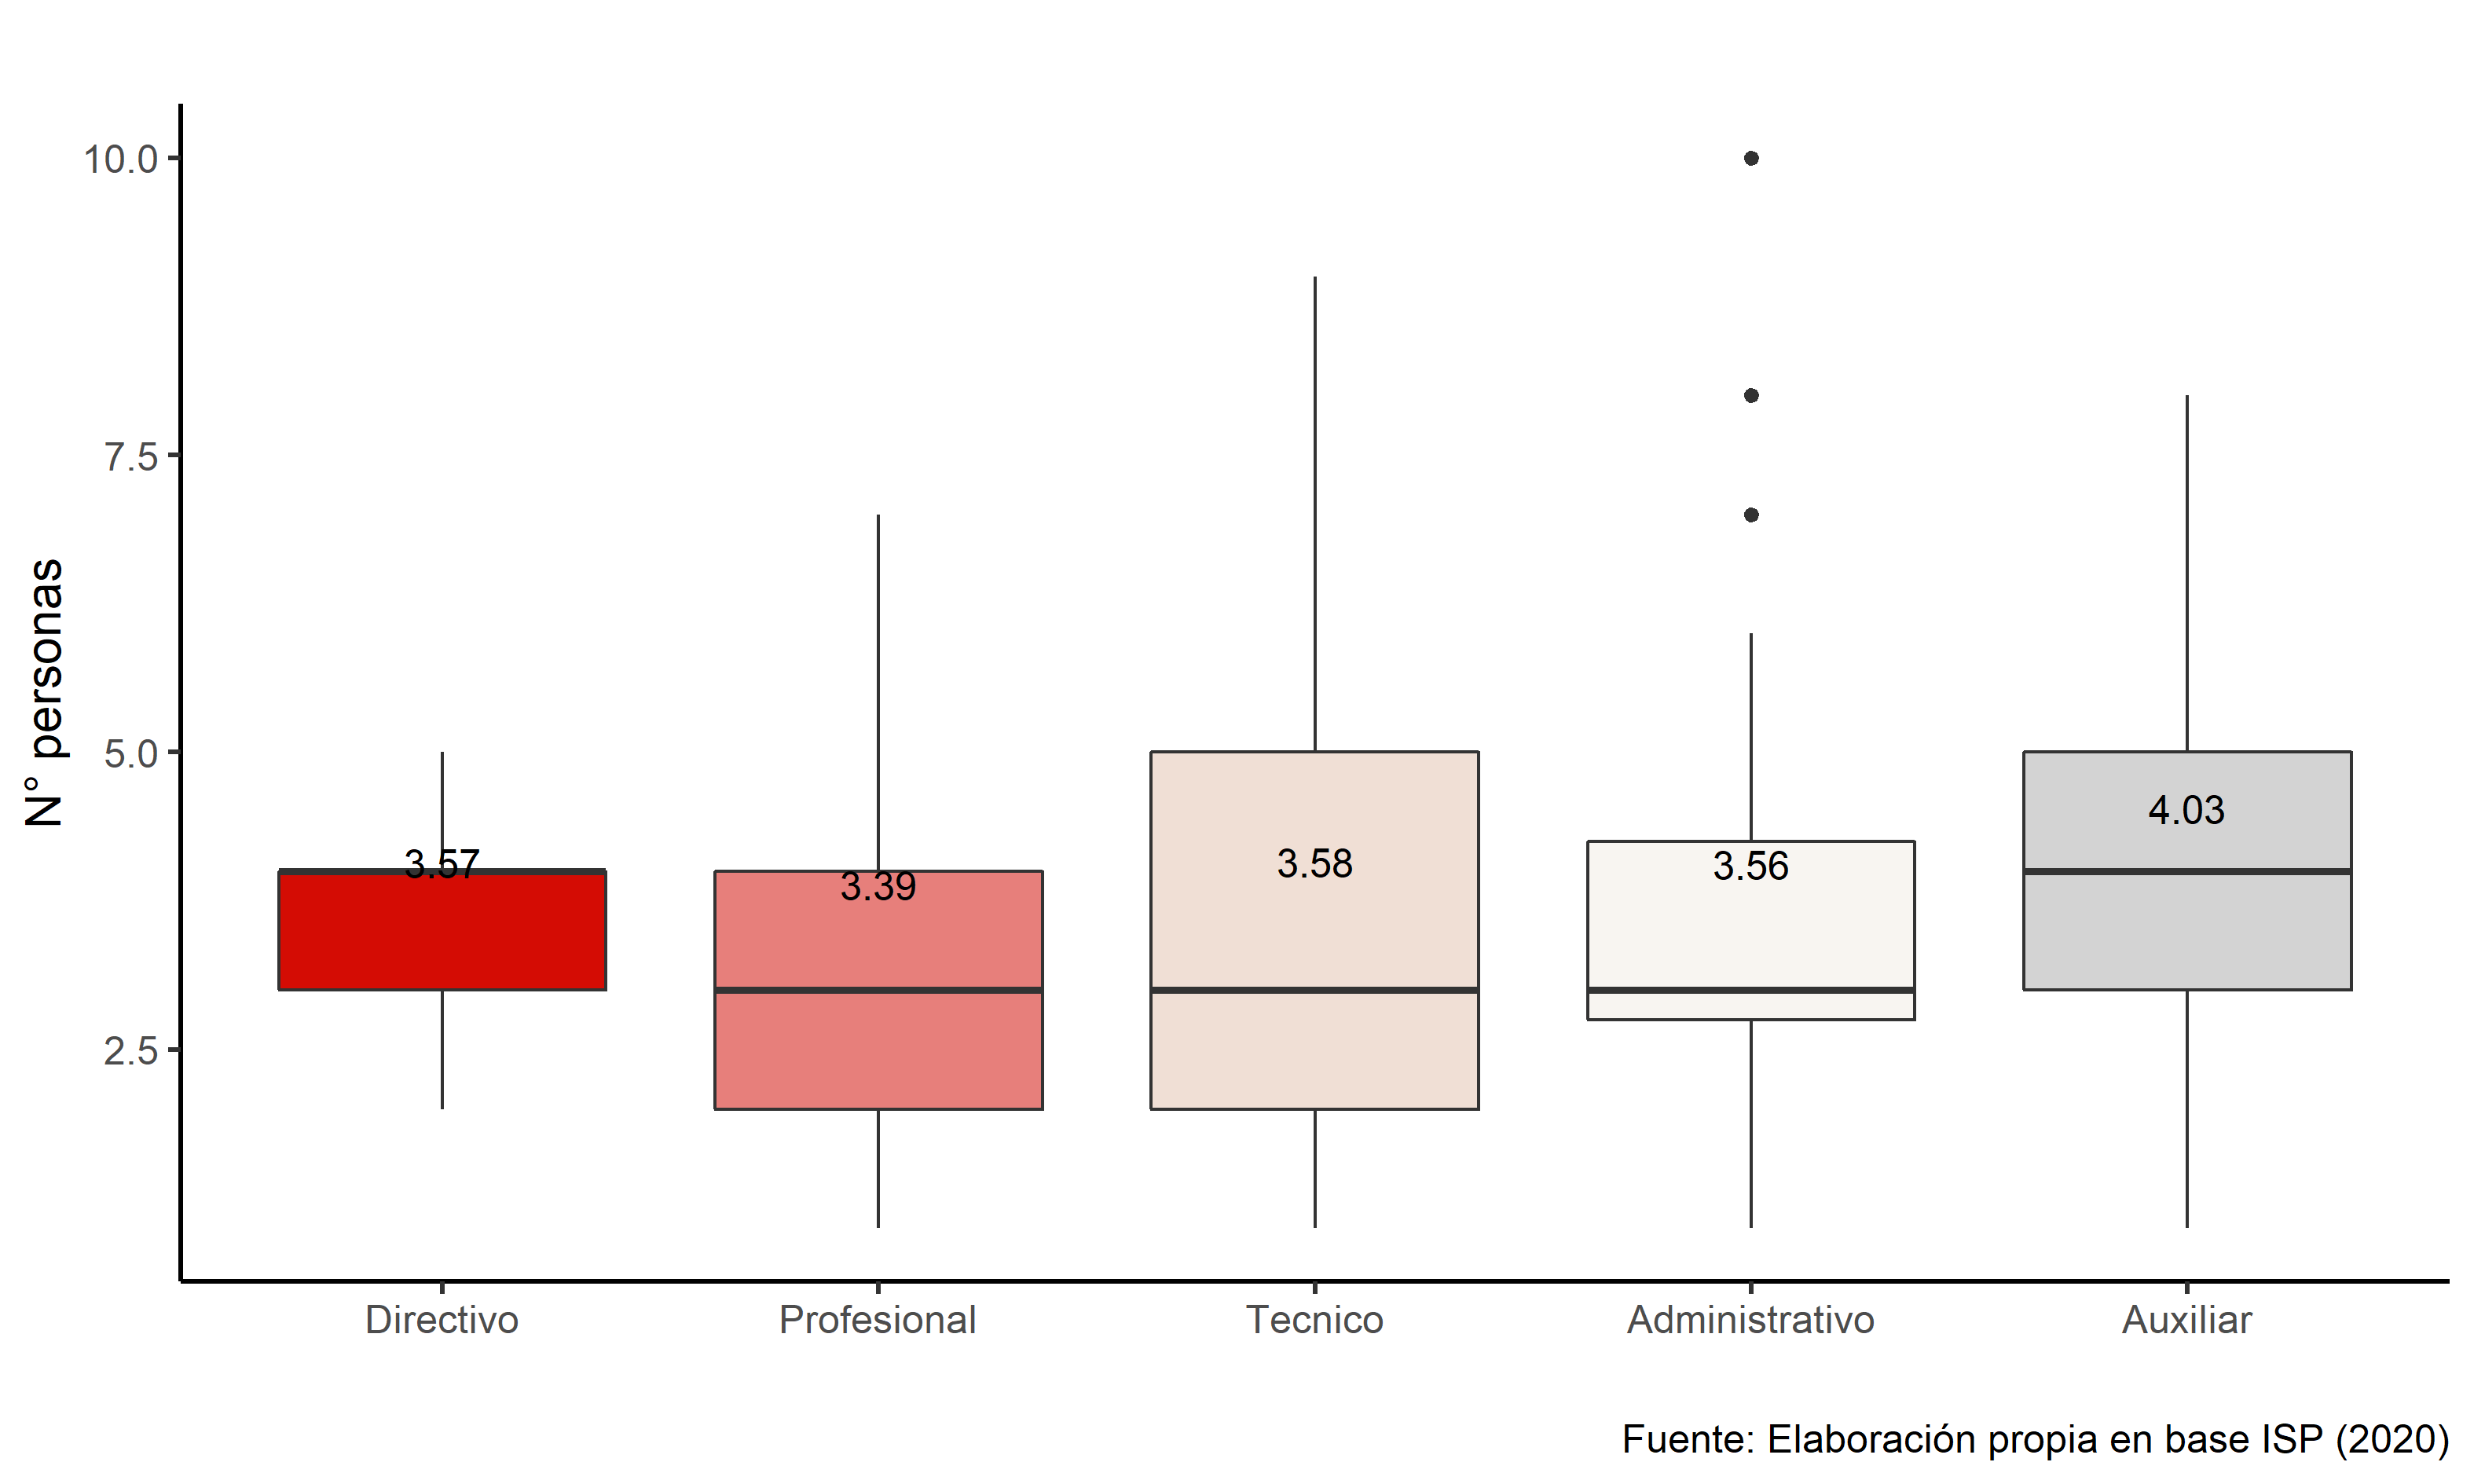 10.0
7.5
5.0
2.5
N° personas
3.57
3.39
3.58
3.56
4.03
Directivo
Profesional
Tecnico
Administrativo
Auxiliar
Fuente: Elaboración propia en base ISP (2020)